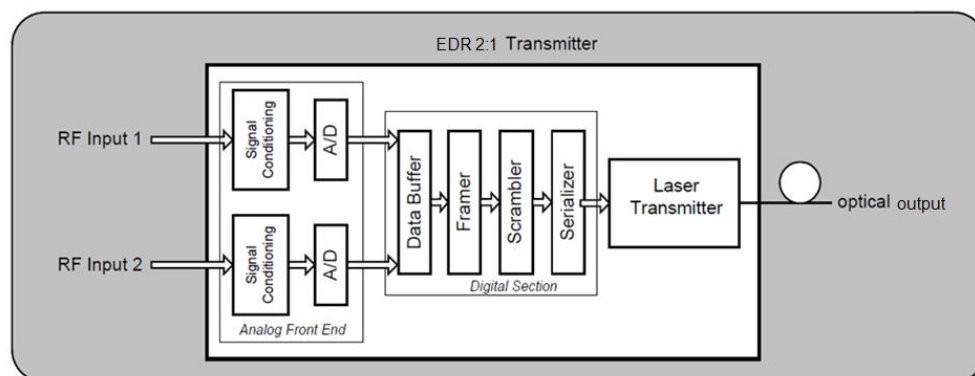 EDR 2:1 Transmitter
RF Input 1
Signal
Conditioning
A/D
RF Input 2
Signal
Conditioning
A/D
Analog Front End
Data Buffer
Framer
Scrambler
Serializer
Digital Section
Laser
Transmitter
optical output